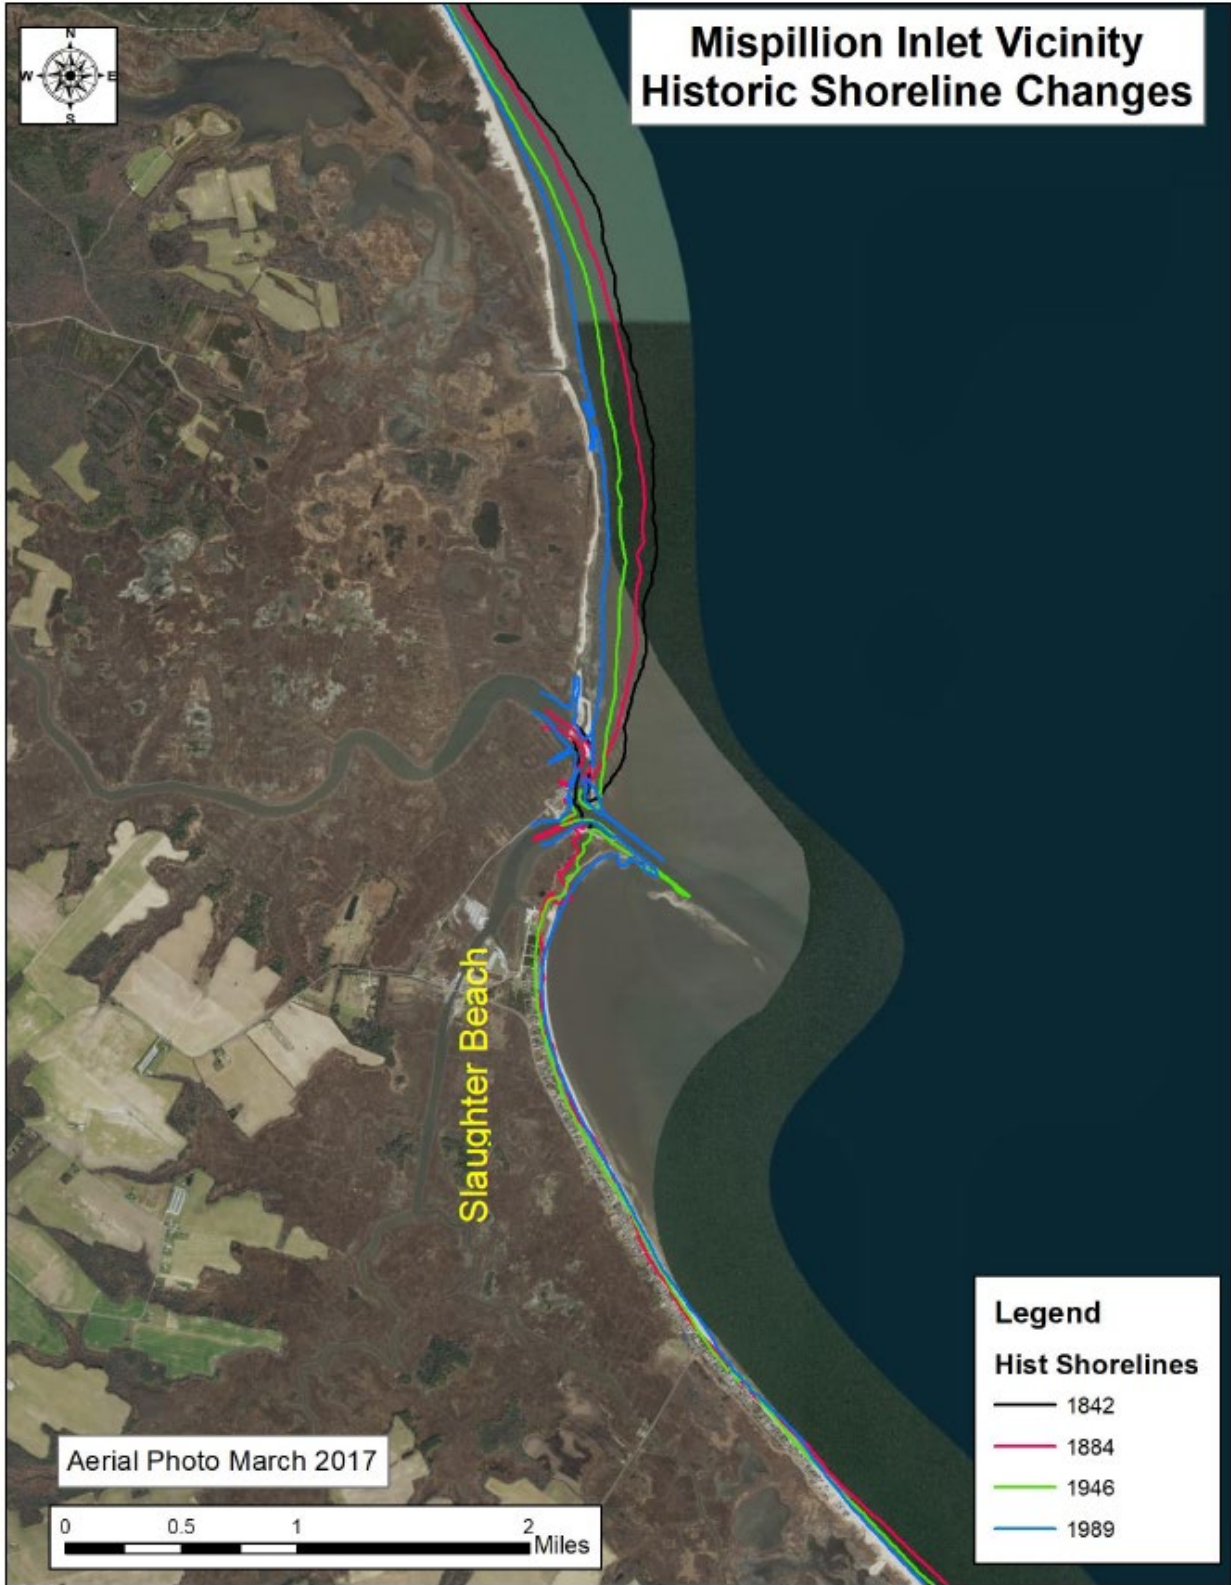 Mispillion Inlet Vicinity
Historic Shoreline Changes
N
W E
S
Slaughter Beach
Legend
Hist Shorelines
1842
1884
1946
1989
Aerial Photo March 2017
0 0.5 1 2
Miles